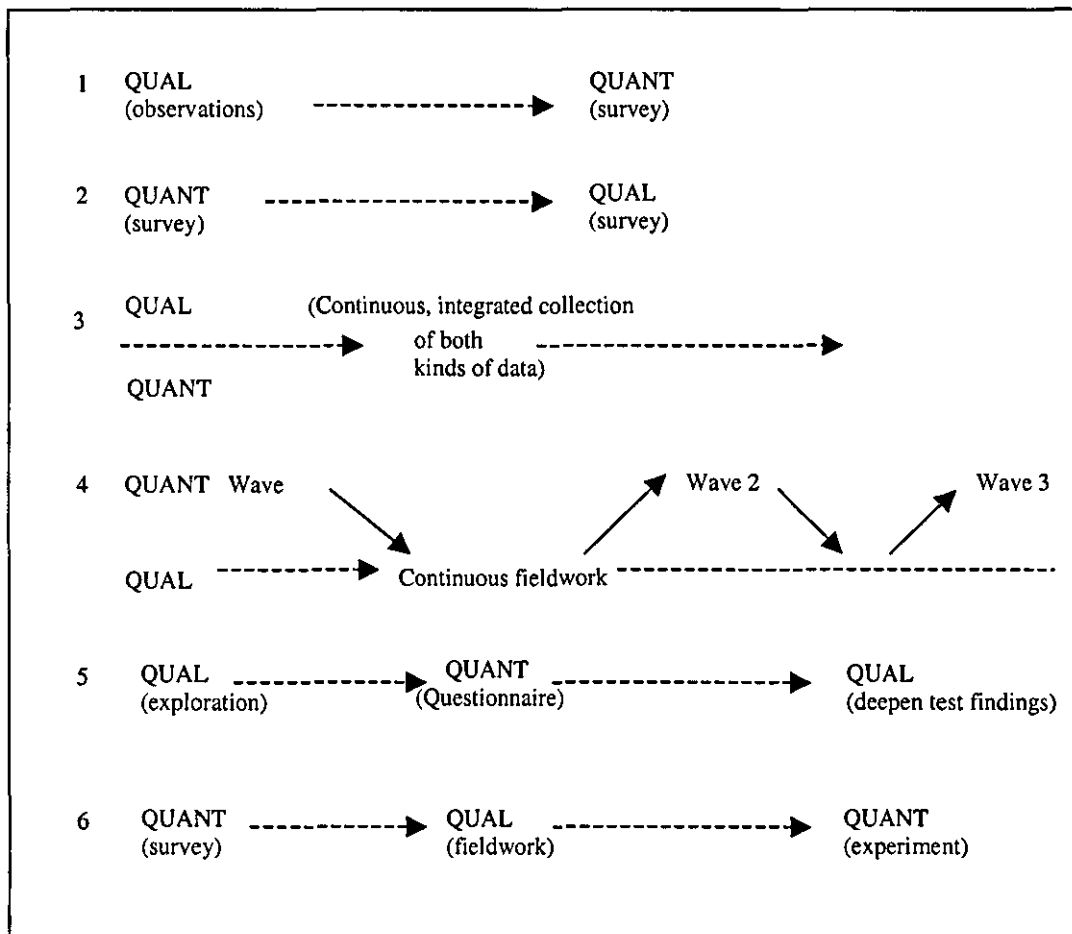 1 QUAL QUANT
(observations) (survey)
2 QUANT QUAL
(survey) (survey)
3 QUAL (Continuous, integrated collection
of both
kinds of data)
QUANT
4 QUANT Wave Wave 2 Wave 3
QUAL Continuous fieldwork
5 QUAL QUANT QUAL
(exploration) (Questionnaire) (deepen test findings)
6 QUANT QUAL QUANT
(survey) (fieldwork) (experiment)